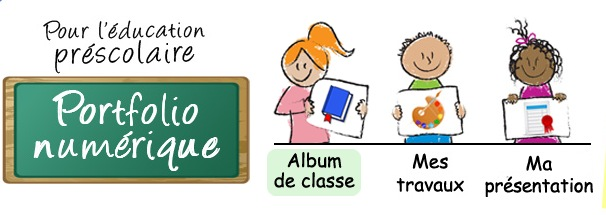 Pour l'éducation
préscolaire
Portfolio
numérique
Album
de classe
Mes
travaux
Ma
présentation